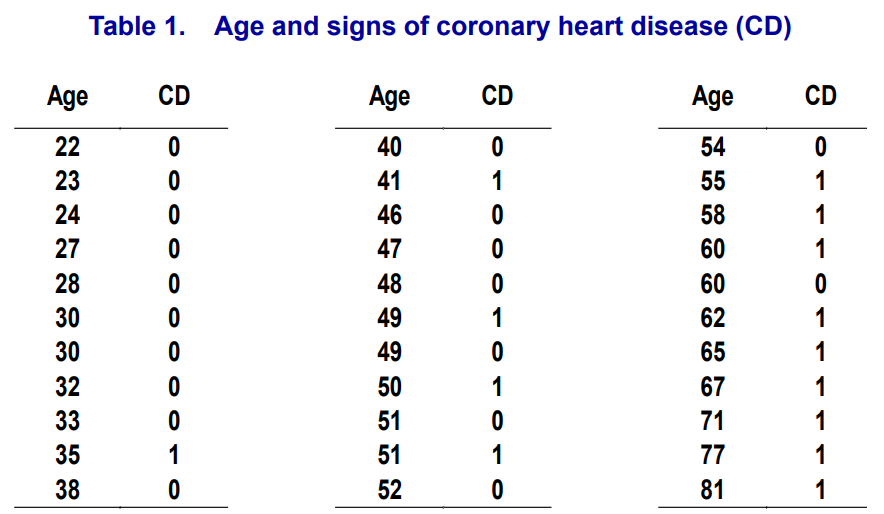 Table 1. Age and signs of coronary heart disease (CD)
Age CD Age CD Age CD
22 0 40 0 54 0
23 0 41 1 55 1
24 0 46 0 58 1
27 0 47 0 60 1
28 0 48 0 60 0
30 0 49 1 62 1
30 0 49 0 65 1
32 0 50 1 67 1
33 0 51 0 71 1
35 1 51 1 77 1
38 0 52 0 81 1